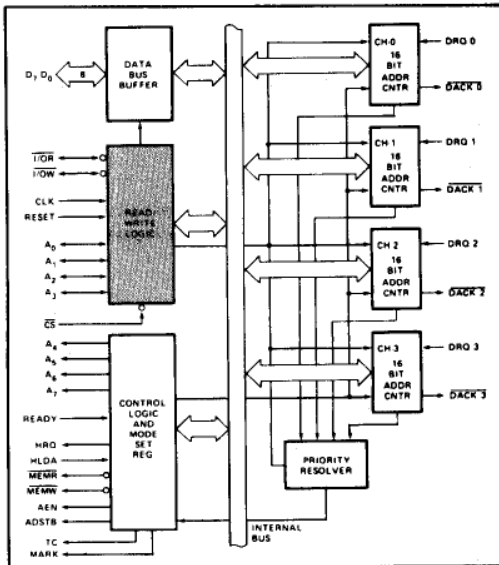 DATA
BUS
BUFFER
D7 D0
8
I/OR
I/OW
CLK
RESET
A0
A1
A2
A3
CS
READ/
WRITE
LOGIC
A4
A5
A6
A7
READY
HRQ
HLDA
MEMR
MEMW
AEN
ADSTB
TC
MARK
CONTROL
LOGIC
AND
MODE
SET
REG
INTERNAL
BUS
CH-0
16
BIT
ADDR
CNTR
DRQ 0
DACK 0
CH 1
16
BIT
ADDR
CNTR
DRQ 1
DACK 1
CH 2
16
BIT
ADDR
CNTR
DRQ 2
DACK 2
CH 3
16
BIT
ADDR
CNTR
DRQ 3
DACK 3
PRIORITY
RESOLVER